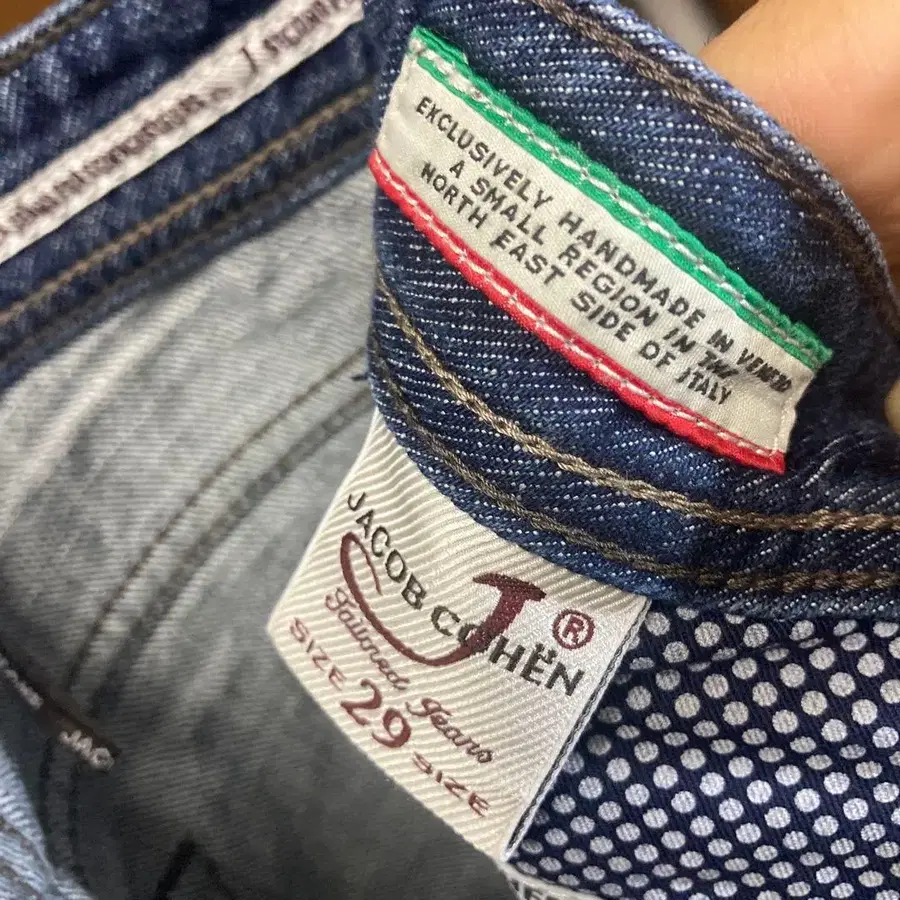 EXCLUSIVELY HANDMADE IN VENETO
A SMALL REGION IN THE
NORTH EAST SIDE OF ITALY
JACOB COHËN
J ®
Tailored Jeans
SIZE 29 SIZE
JAC